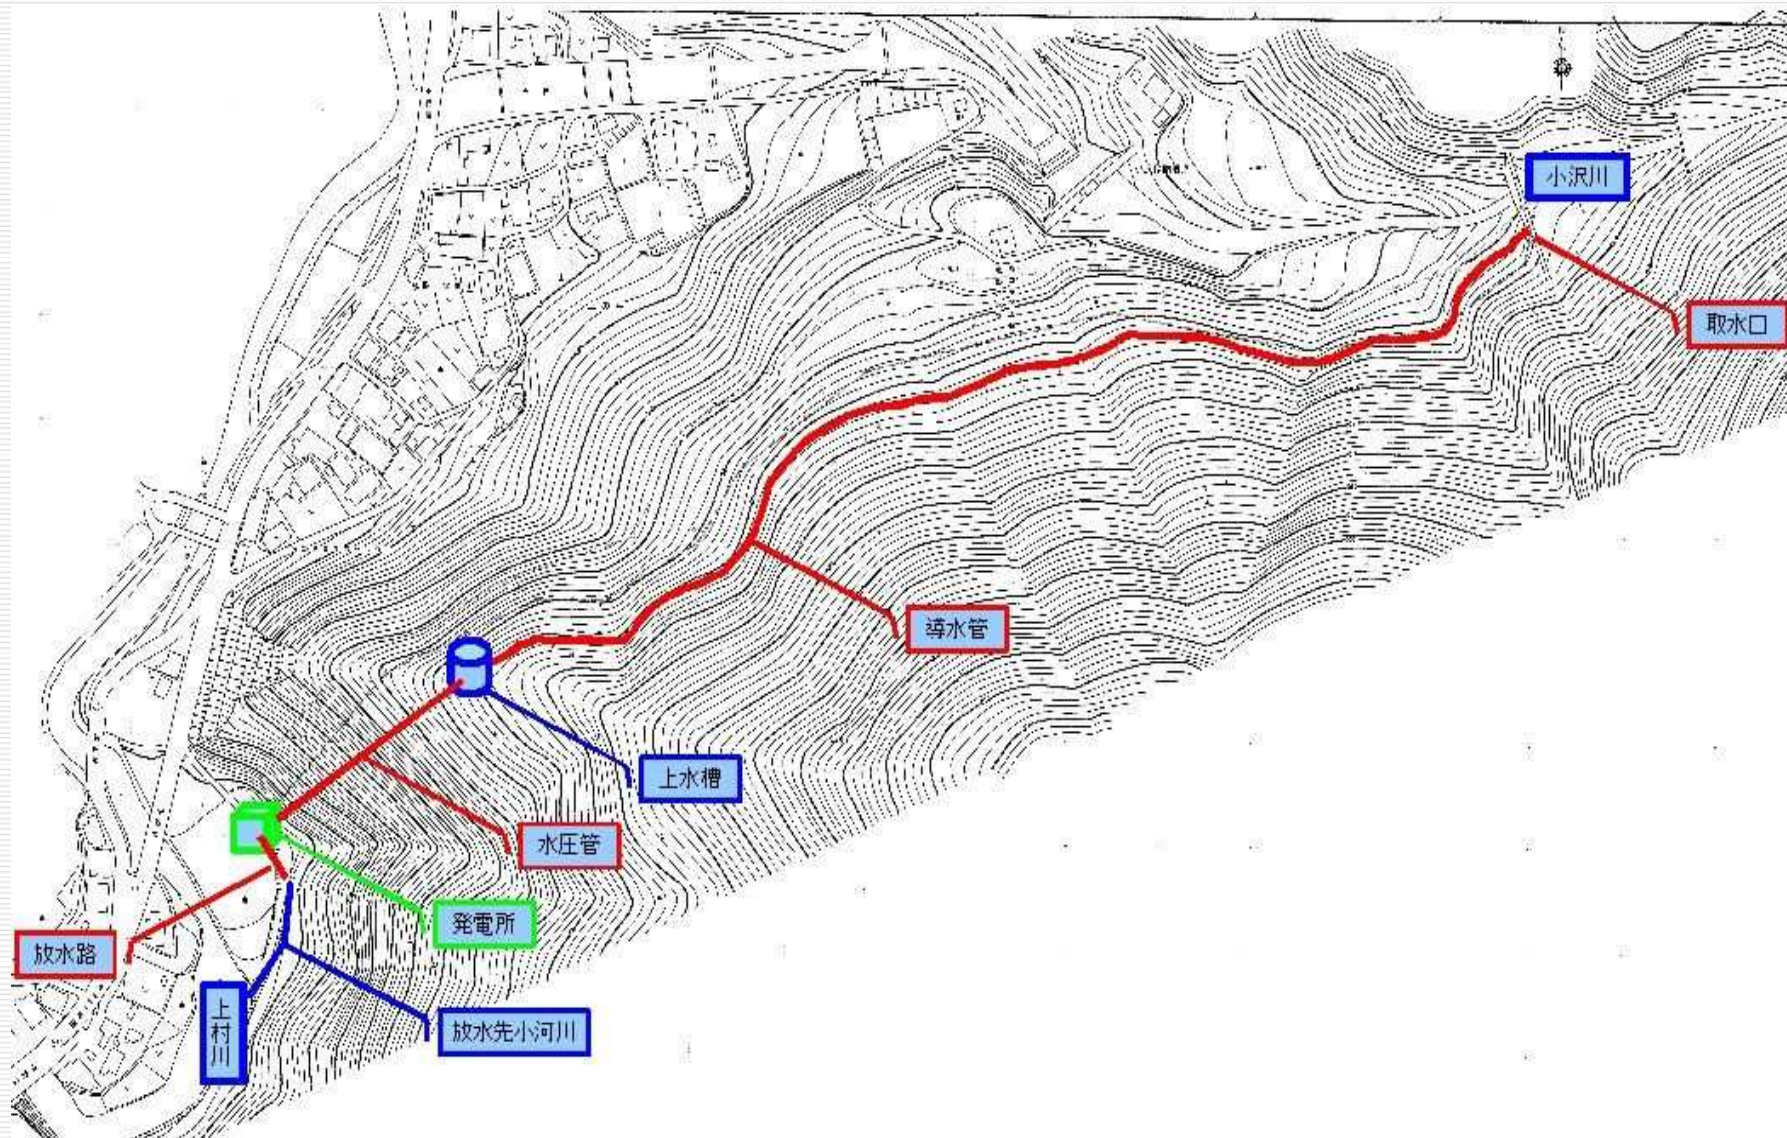 小沢川
取水口
導水管
上水槽
水圧管
発電所
放水路
上村川
放水先小河川